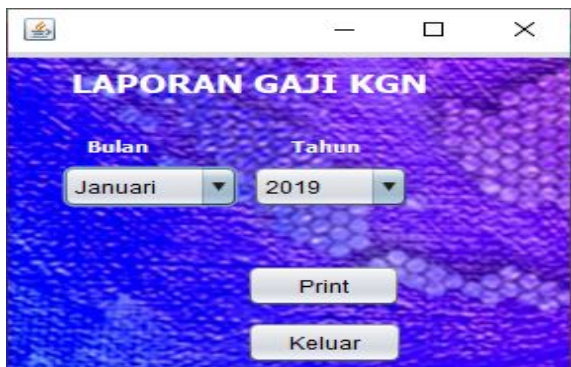 LAPORAN GAJI KGN
Bulan Tahun
Januari 2019
Print
Keluar